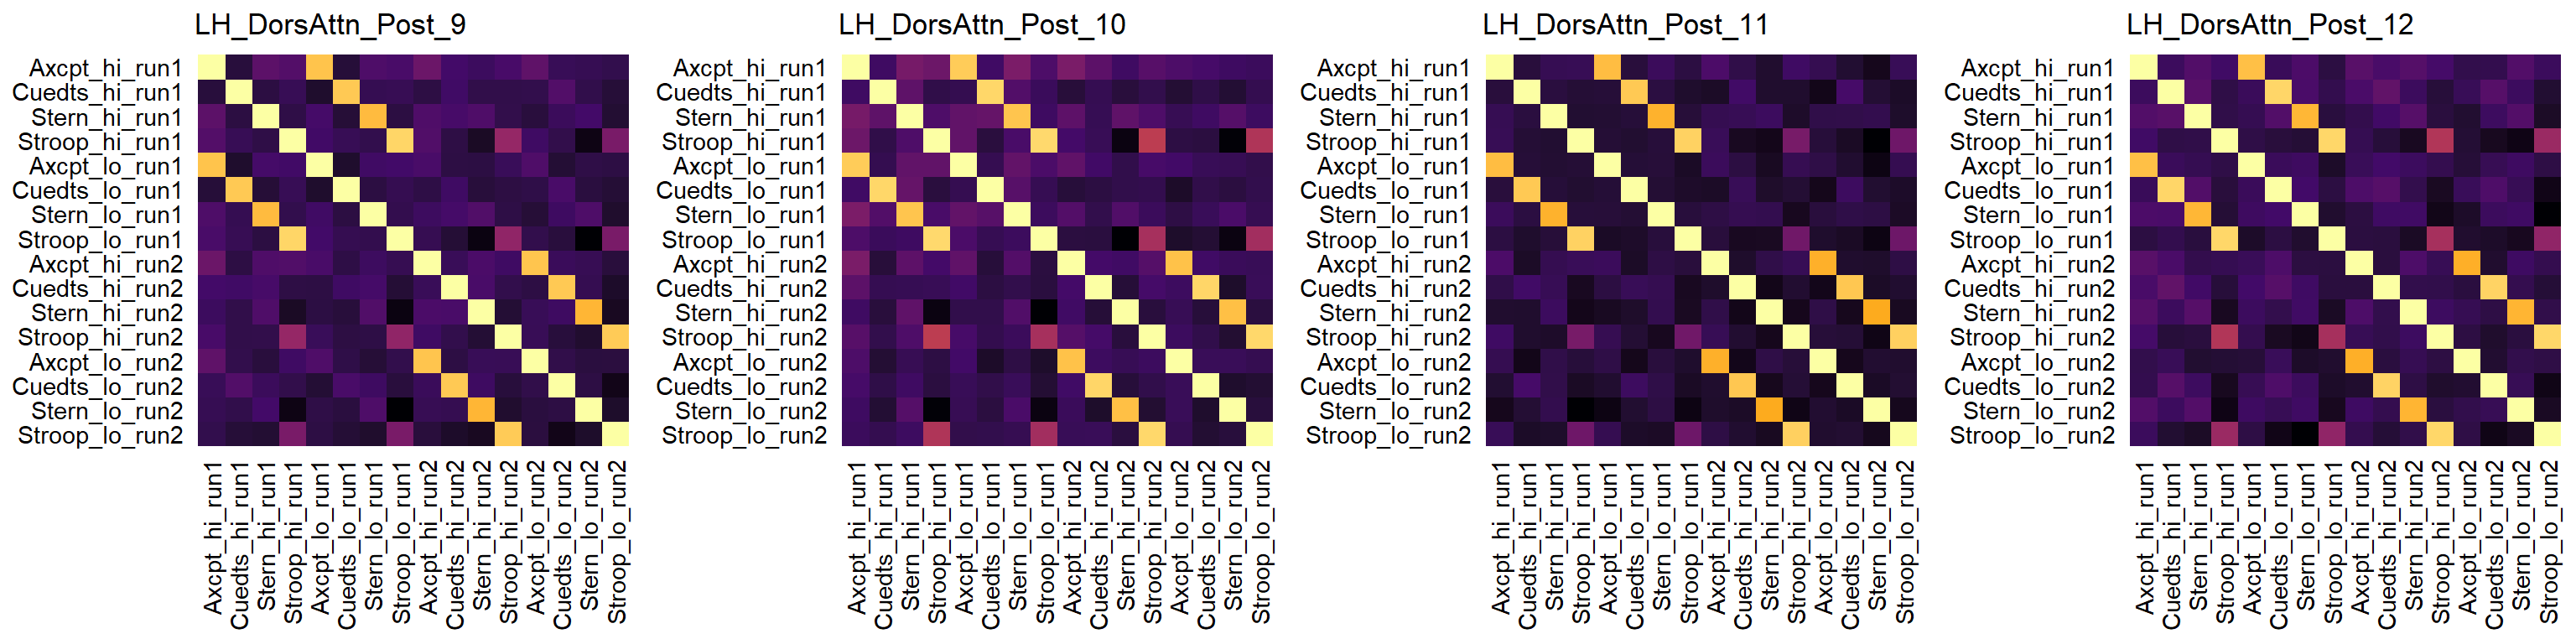 LH_DorsAttn_Post_9
Axcpt_hi_run1
Cuedts_hi_run1
Stern_hi_run1
Stroop_hi_run1
Axcpt_lo_run1
Cuedts_lo_run1
Stern_lo_run1
Stroop_lo_run1
Axcpt_hi_run2
Cuedts_hi_run2
Stern_hi_run2
Stroop_hi_run2
Axcpt_lo_run2
Cuedts_lo_run2
Stern_lo_run2
Stroop_lo_run2
Axcpt_hi_run1
Cuedts_hi_run1
Stern_hi_run1
Stroop_hi_run1
Axcpt_lo_run1
Cuedts_lo_run1
Stern_lo_run1
Stroop_lo_run1
Axcpt_hi_run2
Cuedts_hi_run2
Stern_hi_run2
Stroop_hi_run2
Axcpt_lo_run2
Cuedts_lo_run2
Stern_lo_run2
Stroop_lo_run2
LH_DorsAttn_Post_10
Axcpt_hi_run1
Cuedts_hi_run1
Stern_hi_run1
Stroop_hi_run1
Axcpt_lo_run1
Cuedts_lo_run1
Stern_lo_run1
Stroop_lo_run1
Axcpt_hi_run2
Cuedts_hi_run2
Stern_hi_run2
Stroop_hi_run2
Axcpt_lo_run2
Cuedts_lo_run2
Stern_lo_run2
Stroop_lo_run2
Axcpt_hi_run1
Cuedts_hi_run1
Stern_hi_run1
Stroop_hi_run1
Axcpt_lo_run1
Cuedts_lo_run1
Stern_lo_run1
Stroop_lo_run1
Axcpt_hi_run2
Cuedts_hi_run2
Stern_hi_run2
Stroop_hi_run2
Axcpt_lo_run2
Cuedts_lo_run2
Stern_lo_run2
Stroop_lo_run2
LH_DorsAttn_Post_11
Axcpt_hi_run1
Cuedts_hi_run1
Stern_hi_run1
Stroop_hi_run1
Axcpt_lo_run1
Cuedts_lo_run1
Stern_lo_run1
Stroop_lo_run1
Axcpt_hi_run2
Cuedts_hi_run2
Stern_hi_run2
Stroop_hi_run2
Axcpt_lo_run2
Cuedts_lo_run2
Stern_lo_run2
Stroop_lo_run2
Axcpt_hi_run1
Cuedts_hi_run1
Stern_hi_run1
Stroop_hi_run1
Axcpt_lo_run1
Cuedts_lo_run1
Stern_lo_run1
Stroop_lo_run1
Axcpt_hi_run2
Cuedts_hi_run2
Stern_hi_run2
Stroop_hi_run2
Axcpt_lo_run2
Cuedts_lo_run2
Stern_lo_run2
Stroop_lo_run2
LH_DorsAttn_Post_12
Axcpt_hi_run1
Cuedts_hi_run1
Stern_hi_run1
Stroop_hi_run1
Axcpt_lo_run1
Cuedts_lo_run1
Stern_lo_run1
Stroop_lo_run1
Axcpt_hi_run2
Cuedts_hi_run2
Stern_hi_run2
Stroop_hi_run2
Axcpt_lo_run2
Cuedts_lo_run2
Stern_lo_run2
Stroop_lo_run2
Axcpt_hi_run1
Cuedts_hi_run1
Stern_hi_run1
Stroop_hi_run1
Axcpt_lo_run1
Cuedts_lo_run1
Stern_lo_run1
Stroop_lo_run1
Axcpt_hi_run2
Cuedts_hi_run2
Stern_hi_run2
Stroop_hi_run2
Axcpt_lo_run2
Cuedts_lo_run2
Stern_lo_run2
Stroop_lo_run2